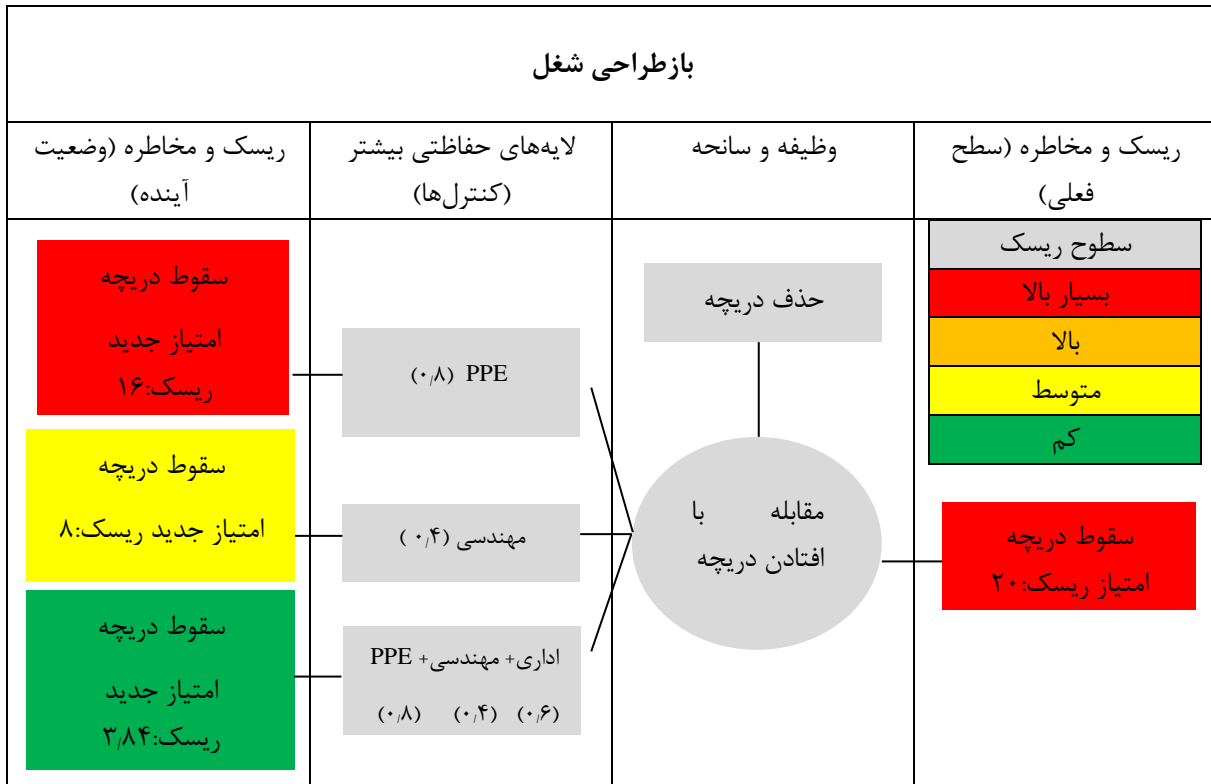 بازطراحی شغل
ریسک و مخاطره (سطح
فعلی)
وظیفه و سانحه
لایه‌های حفاظتی بیشتر
(کنترل‌ها)
ریسک و مخاطره (وضعیت
آینده)
سطوح ریسک
بسیار بالا
بالا
متوسط
کم
سقوط دریچه
امتیاز ریسک:۲۰
حذف دریچه
مقابله با
افتادن دریچه
PPE (۰٫۸)
مهندسی (۰٫۴ )
اداری+ مهندسی+ PPE
(۰٫۶) (۰٫۴) (۰٫۸)
سقوط دریچه
امتیاز جدید
ریسک:۱۶
سقوط دریچه
امتیاز جدید ریسک:۸
سقوط دریچه
امتیاز جدید
ریسک:۳٫۸۴